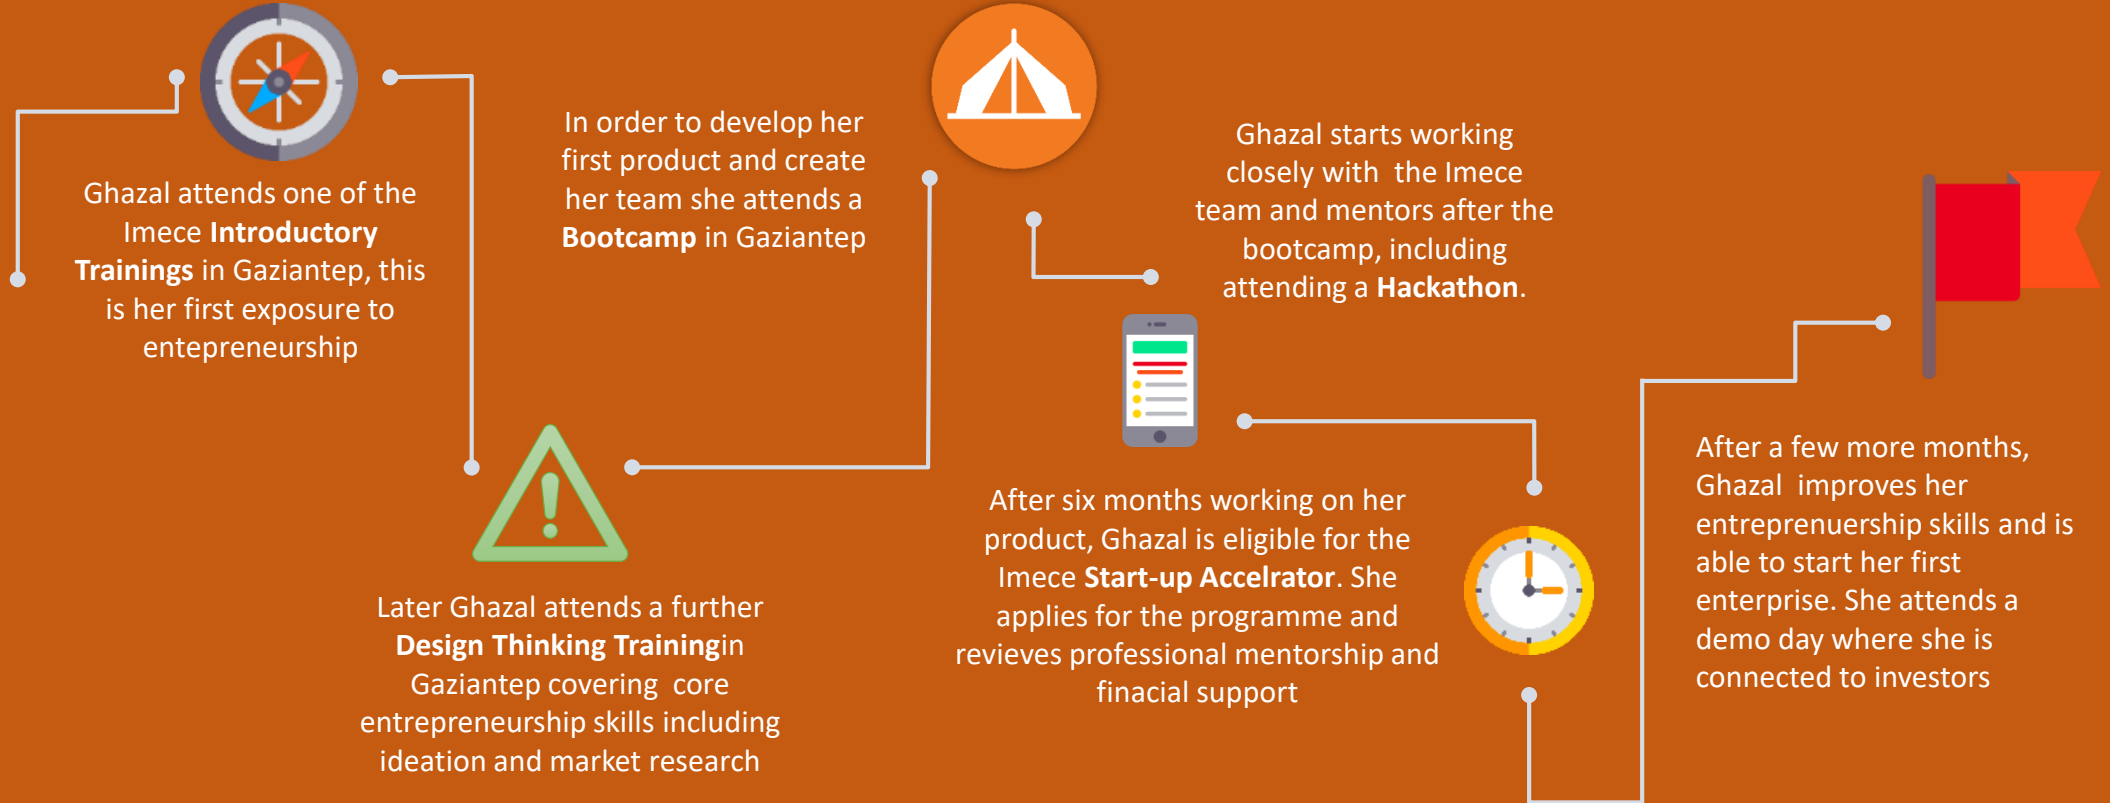 Ghazal attends one of the
Imece Introductory
Trainings in Gaziantep, this
is her first exposure to
entepreneurship
Later Ghazal attends a further
Design Thinking Trainingin
Gaziantep covering core
entrepreneurship skills including
ideation and market research
In order to develop her
first product and create
her team she attends a
Bootcamp in Gaziantep
Ghazal starts working
closely with the Imece
team and mentors after the
bootcamp, including
attending a Hackathon.
After six months working on her
product, Ghazal is eligible for the
Imece Start-up Accelrator. She
applies for the programme and
revieves professional mentorship and
finacial support
After a few more months,
Ghazal improves her
entreprenuership skills and is
able to start her first
enterprise. She attends a
demo day where she is
connected to investors